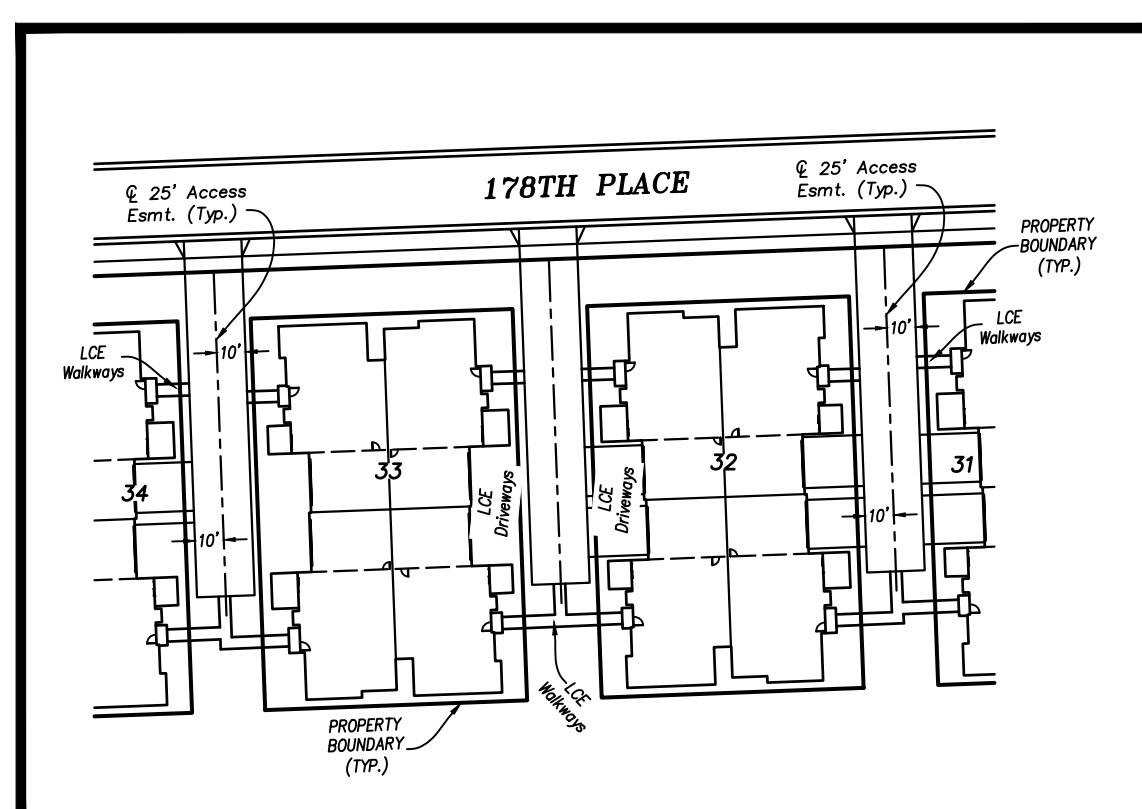 178TH PLACE
℄ 25' Access
Esmt. (Typ.)
℄ 25' Access
Esmt. (Typ.)
PROPERTY
BOUNDARY
(TYP.)
LCE
Walkways
10'
10'
LCE
Walkways
34
33
LCE
Driveways
LCE
Driveways
32
31
10'
10'
LCE
Walkways
PROPERTY
BOUNDARY
(TYP.)